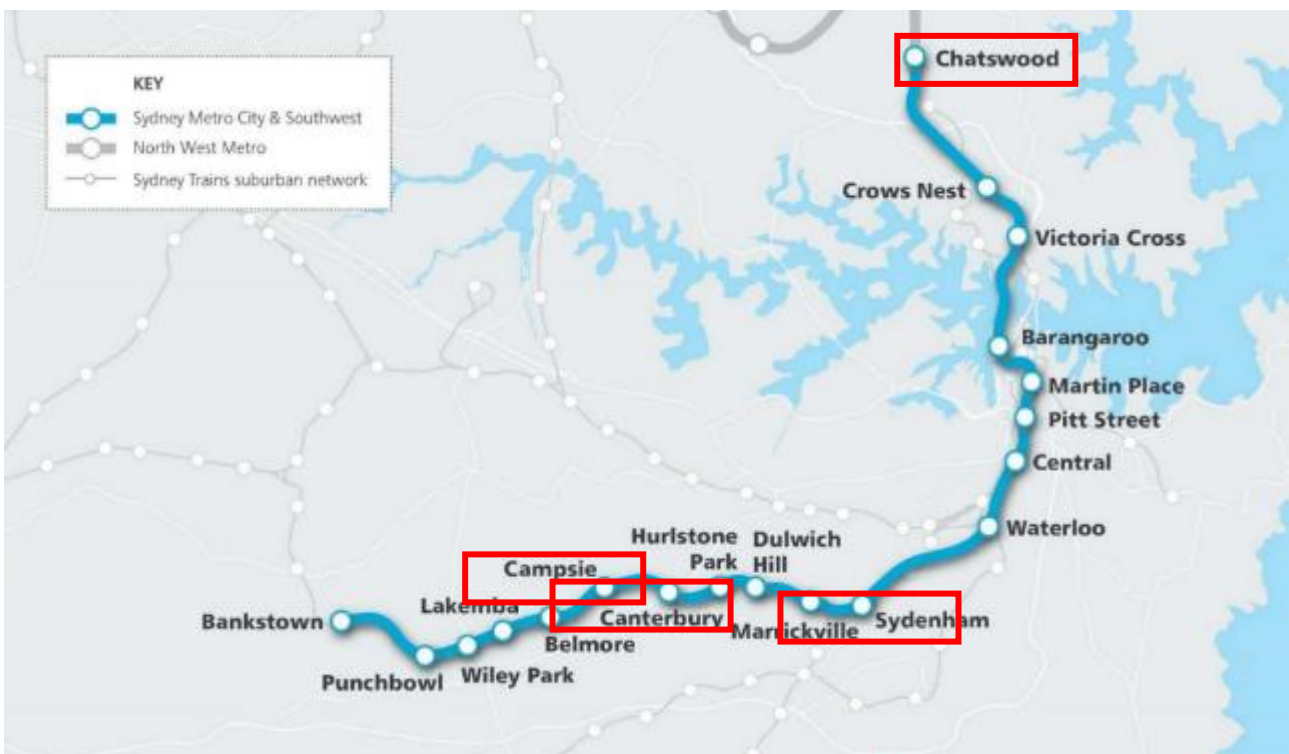 KEY
Sydney Metro City & Southwest
North West Metro
Sydney Trains suburban network
Chatswood
Crows Nest
Victoria Cross
Barangaroo
Martin Place
Pitt Street
Central
Waterloo
Hurlstone
Park
Dulwich
Hill
Campsie
Lakemba
Canterbury
Sydenham
Bankstown
Marrickville
Belmore
Wiley Park
Punchbowl